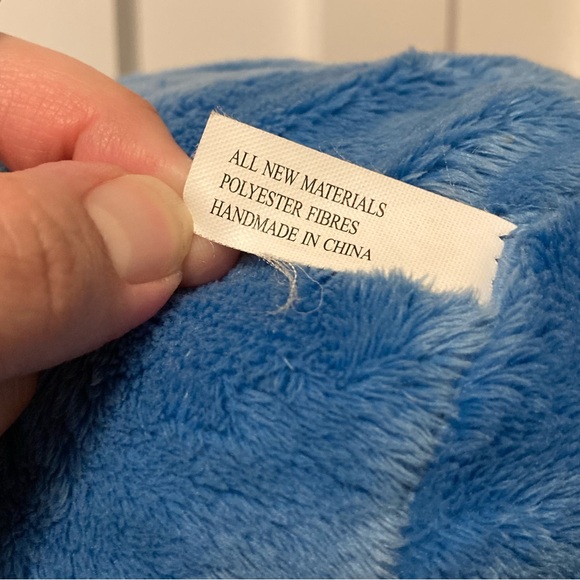 ALL NEW MATERIALS
POLYESTER FIBRES
HANDMADE IN CHINA